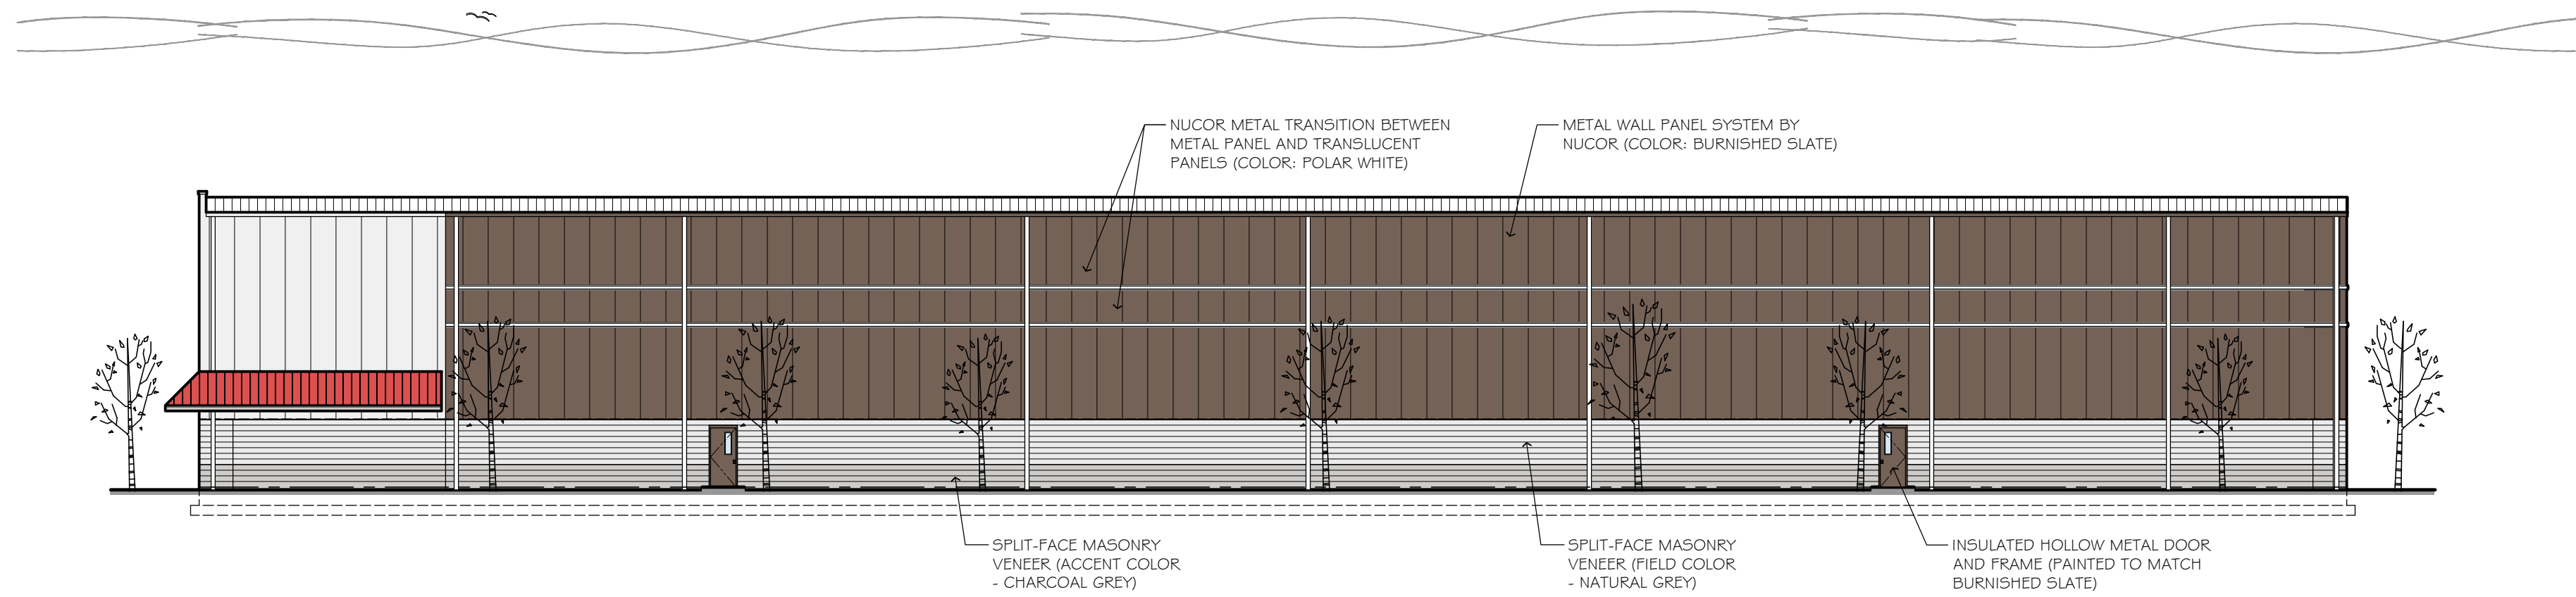 NUCOR METAL TRANSITION BETWEEN
METAL PANEL AND TRANSLUCENT
PANELS (COLOR: POLAR WHITE)
METAL WALL PANEL SYSTEM BY
NUCOR (COLOR: BURNISHED SLATE)
SPLIT-FACE MASONRY
VENEER (ACCENT COLOR
- CHARCOAL GREY)
SPLIT-FACE MASONRY
VENEER (FIELD COLOR
- NATURAL GREY)
INSULATED HOLLOW METAL DOOR
AND FRAME (PAINTED TO MATCH
BURNISHED SLATE)